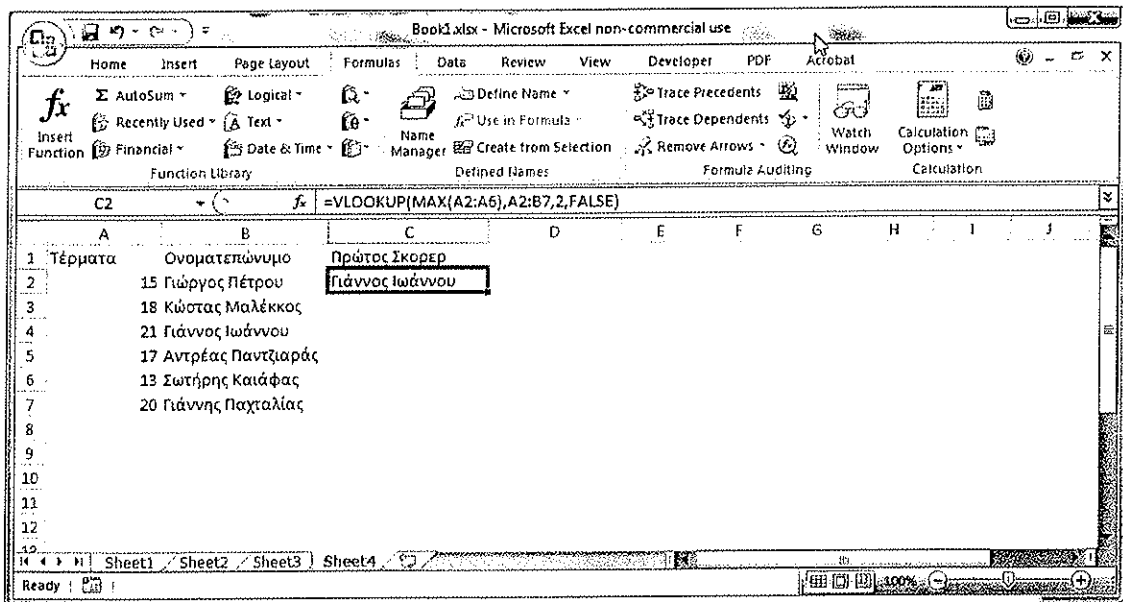 Book1.xlsx - Microsoft Excel non-commercial use
Home Insert Page Layout Formulas Data Review View Developer PDF Acrobat
fx Insert Function
Σ AutoSum
Recently Used
Financial
Logical
Text
Date & Time
Function Library
Name Manager
Define Name
Use in Formula
Create from Selection
Defined Names
Trace Precedents
Trace Dependents
Remove Arrows
Formula Auditing
Watch Window
Calculation Options
Calculation
C2 fx =VLOOKUP(MAX(A2:A6),A2:B7,2,FALSE)
A B C D E F G H I J
1 Τέρματα Ονοματεπώνυμο Πρώτος Σκορερ
2 15 Γιώργος Πέτρου Γιάννος Ιωάννου
3 18 Κώστας Μαλέκκος
4 21 Γιάννος Ιωάννου
5 17 Αντρέας Παντζιαράς
6 13 Σωτήρης Καιάφας
7 20 Γιάννης Παχταλίας
8
9
10
11
12
Sheet1 Sheet2 Sheet3 Sheet4
Ready 100%